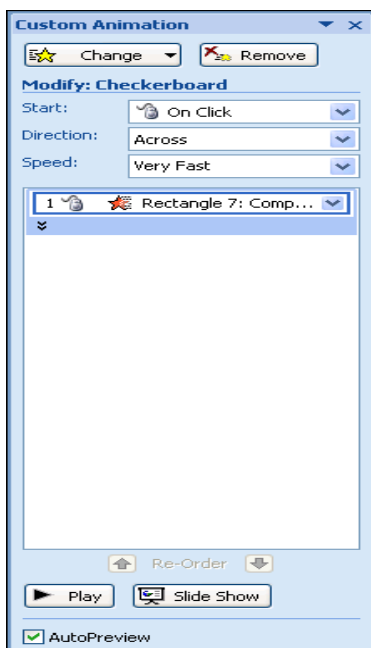 Custom Animation
Change Remove
Modify: Checkerboard
Start: On Click
Direction: Across
Speed: Very Fast
1 Rectangle 7: Comp...
Re-Order
Play Slide Show
AutoPreview